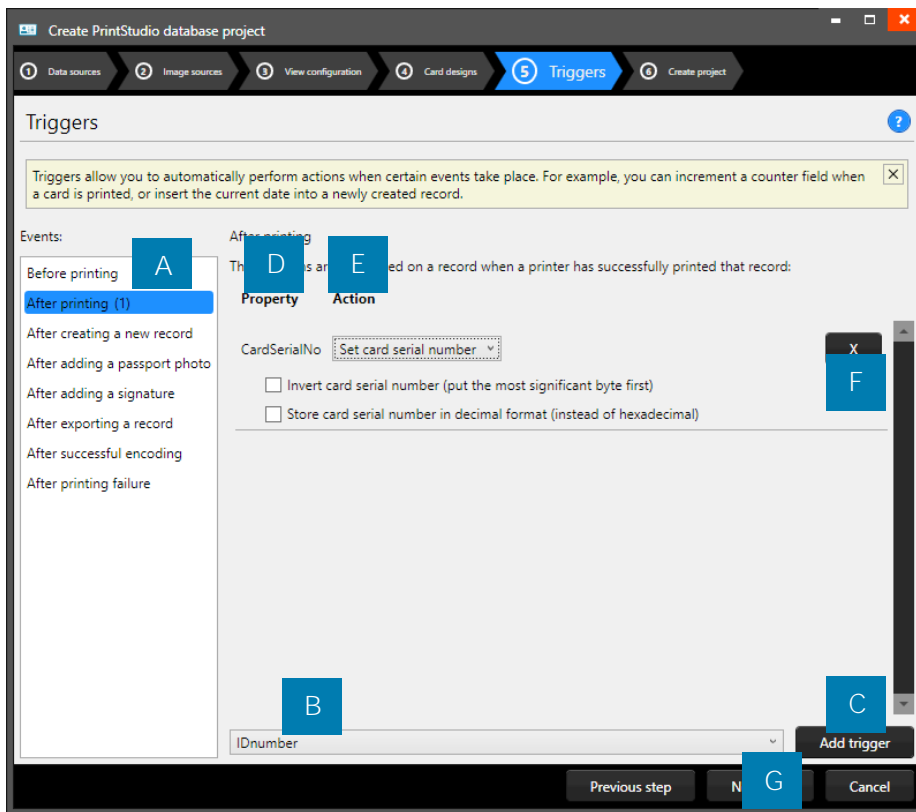 Create PrintStudio database project
1 Data sources 2 Image sources 3 View configuration 4 Card designs 5 Triggers 6 Create project
Triggers ?
Triggers allow you to automatically perform actions when certain events take place. For example, you can increment a counter field when X
a card is printed, or insert the current date into a newly created record.
Events:
After printing
A D E
Before printing
on a record when a printer has successfully printed that record:
After printing (1)
Property Action
After creating a new record
CardSerialNo Set card serial number X
After adding a passport photo
F
Invert card serial number (put the most significant byte first)
After adding a signature
Store card serial number in decimal format (instead of hexadecimal)
After exporting a record
After successful encoding
After printing failure
B C
IDnumber Add trigger
G
Previous step Cancel